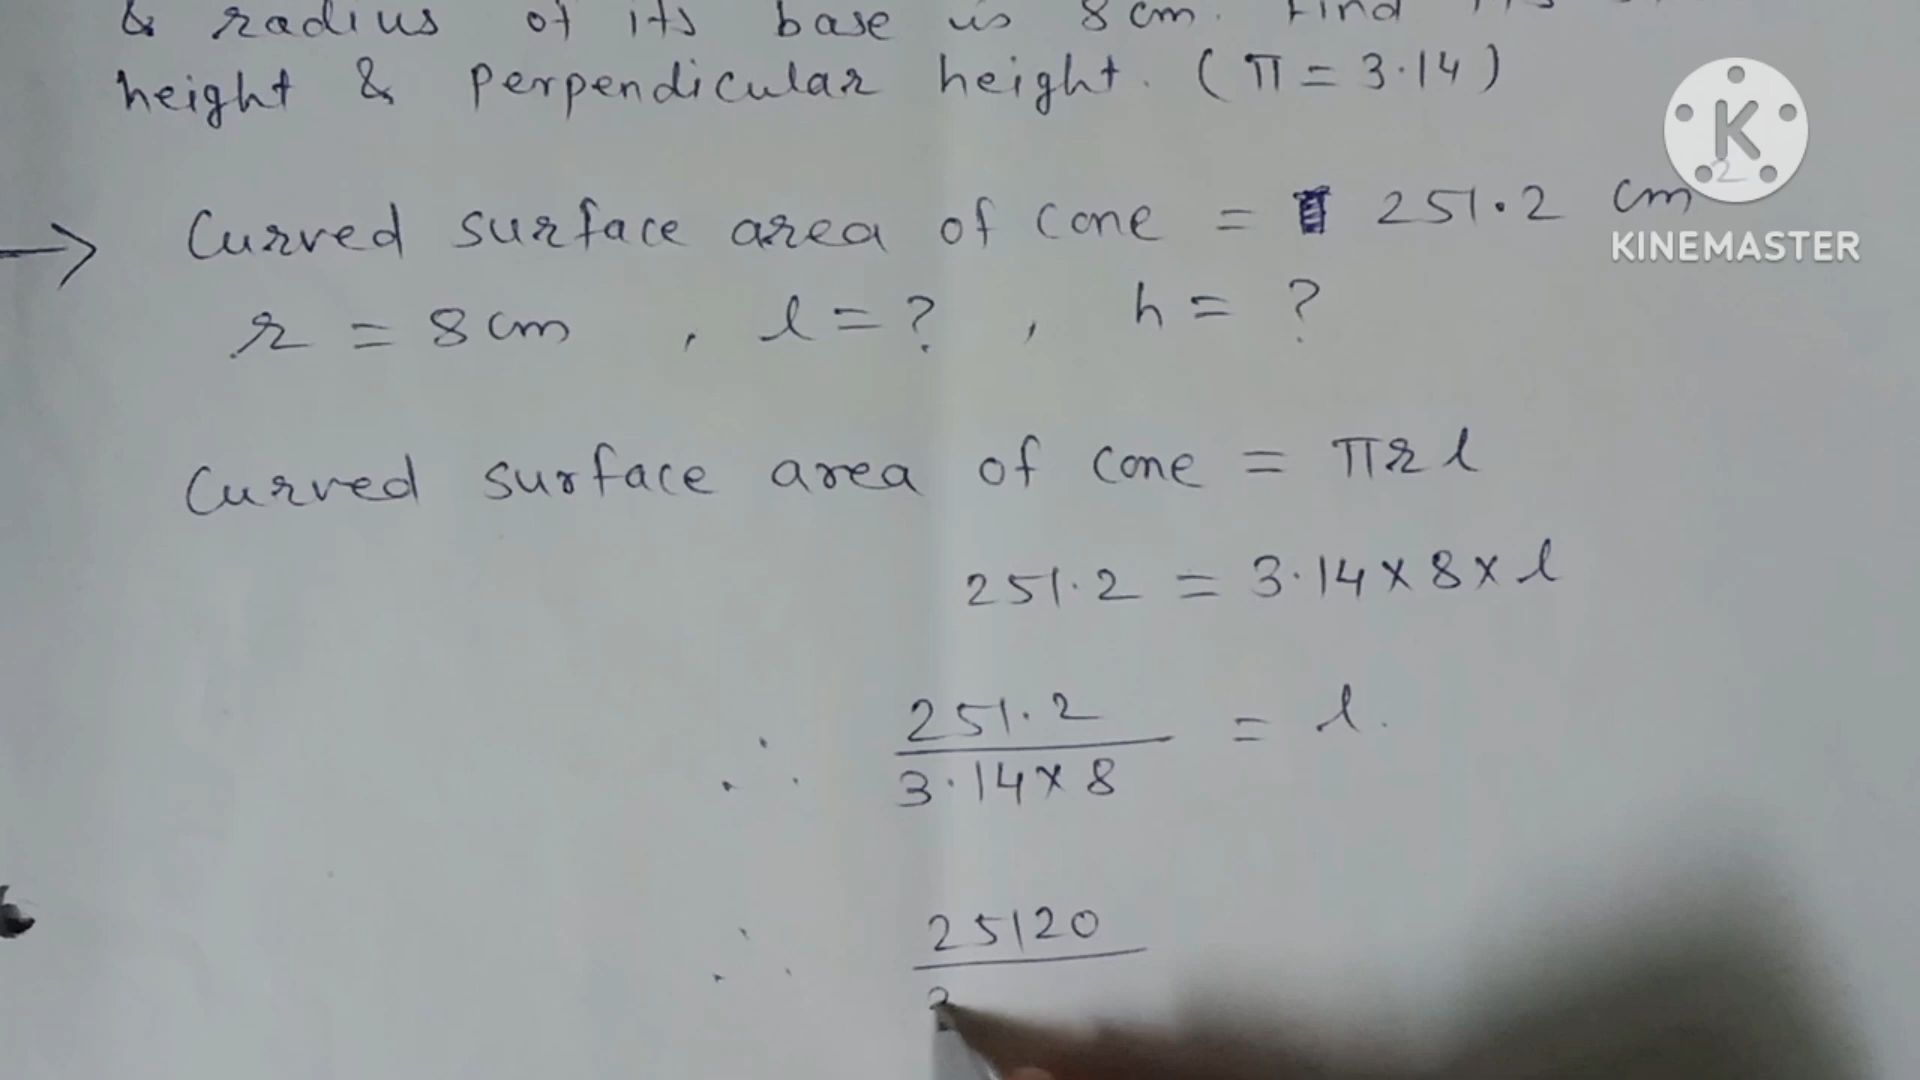 & radius of its base is 8 cm. Find
height & perpendicular height. (π = 3.14)
K
KINEMASTER
Curved surface area of cone = 251.2 cm²
r = 8 cm , l = ? , h = ?
Curved surface area of cone = πrl
251.2 = 3.14 × 8 × l
∴ 251.2 / 3.14 × 8 = l.
∴ 25120